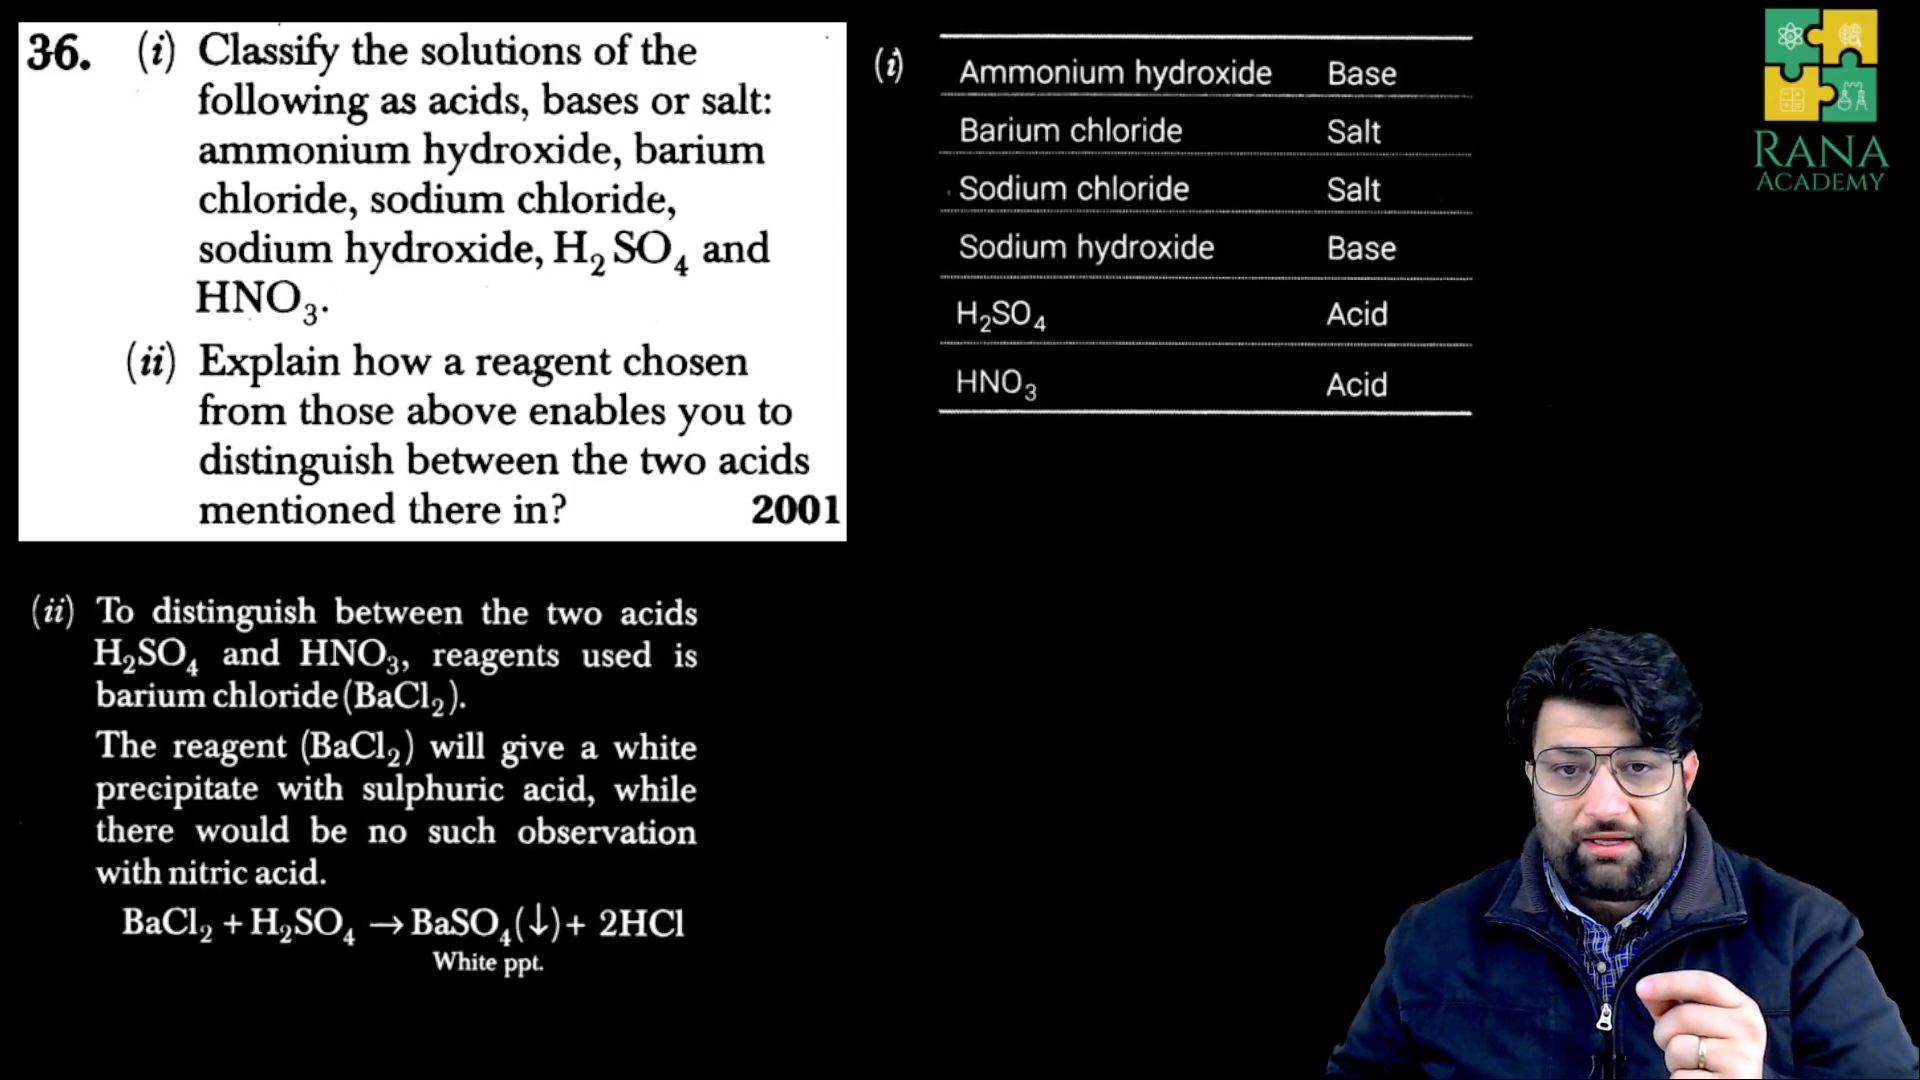 36. (i) Classify the solutions of the
following as acids, bases or salt:
ammonium hydroxide, barium
chloride, sodium chloride,
sodium hydroxide, H₂SO₄ and
HNO₃.
(ii) Explain how a reagent chosen
from those above enables you to
distinguish between the two acids
mentioned there in? 2001
(i) Ammonium hydroxide Base
Barium chloride Salt
Sodium chloride Salt
Sodium hydroxide Base
H₂SO₄ Acid
HNO₃ Acid
RANA
ACADEMY
(ii) To distinguish between the two acids
H₂SO₄ and HNO₃, reagents used is
barium chloride (BaCl₂).
The reagent (BaCl₂) will give a white
precipitate with sulphuric acid, while
there would be no such observation
with nitric acid.
BaCl₂ + H₂SO₄ → BaSO₄(↓) + 2HCl
White ppt.